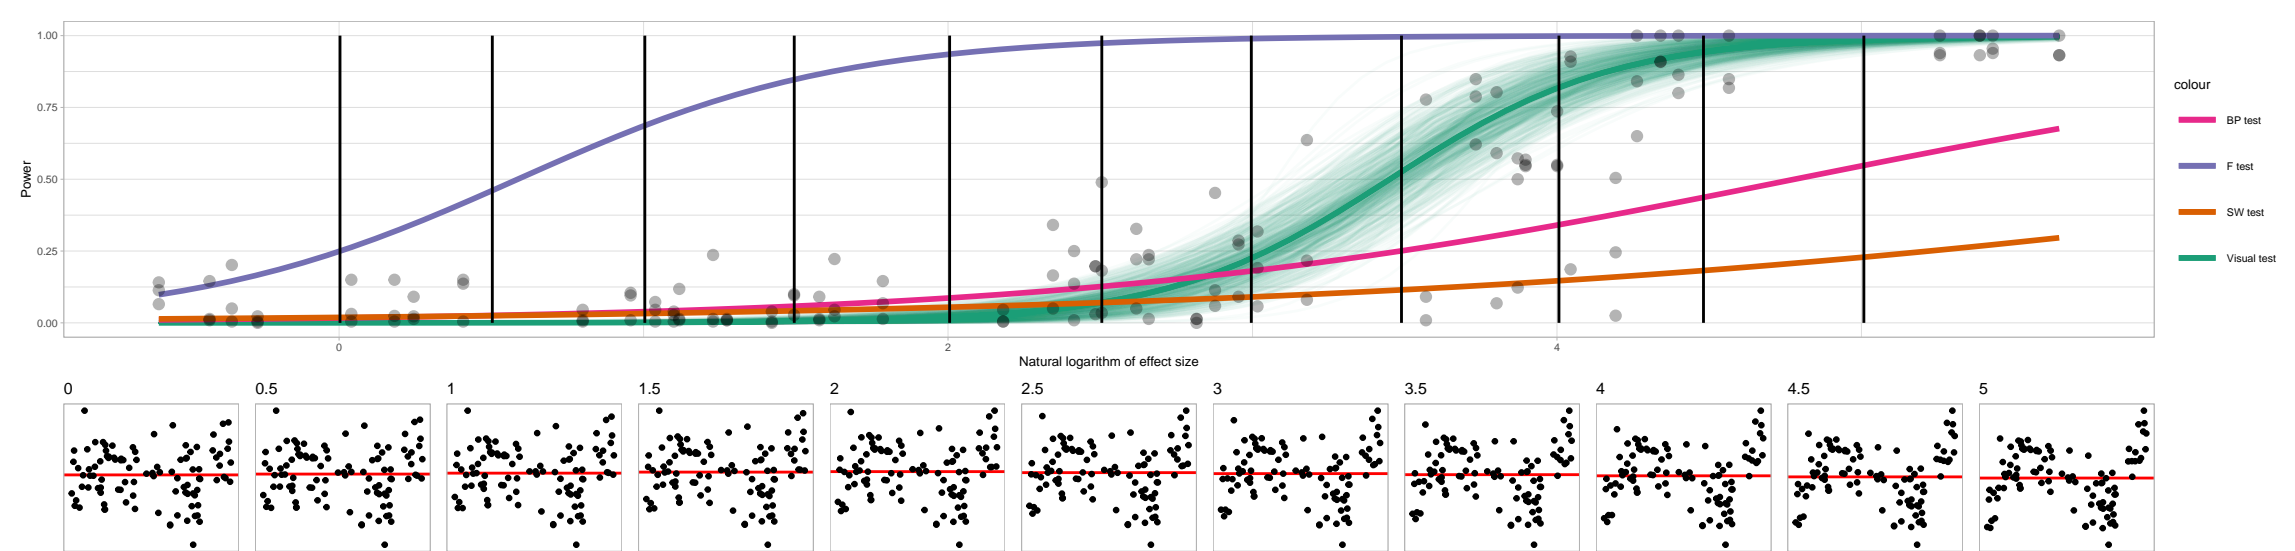 1.00
0.75
0.50
0.25
0.00
Power
0
2
4
Natural logarithm of effect size
colour
BP test
F test
SW test
Visual test
0
0.5
1
1.5
2
2.5
3
3.5
4
4.5
5